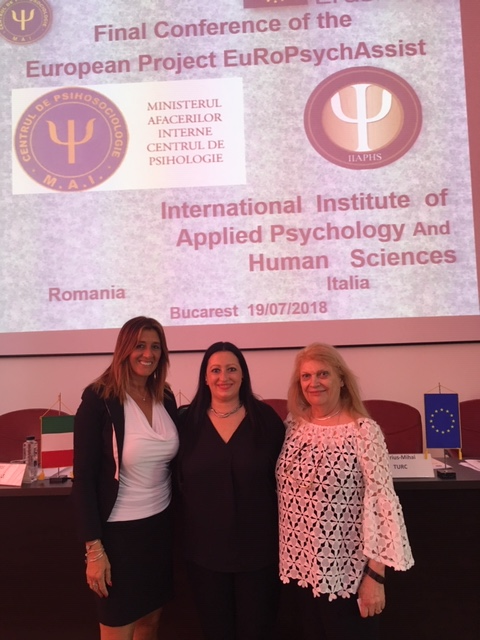 Final Conference of the
European Project EuRoPsychAssist
CENTRUL DE PSIHOSOCIOLOGIE
· M.A.I. ·
MINISTERUL
AFACERILOR
INTERNE
CENTRUL DE
PSIHOLOGIE
Ψ
IIAPHS
International Institute of
Applied Psychology And
Human Sciences
Romania
Italia
Bucarest 19/07/2018
TURC